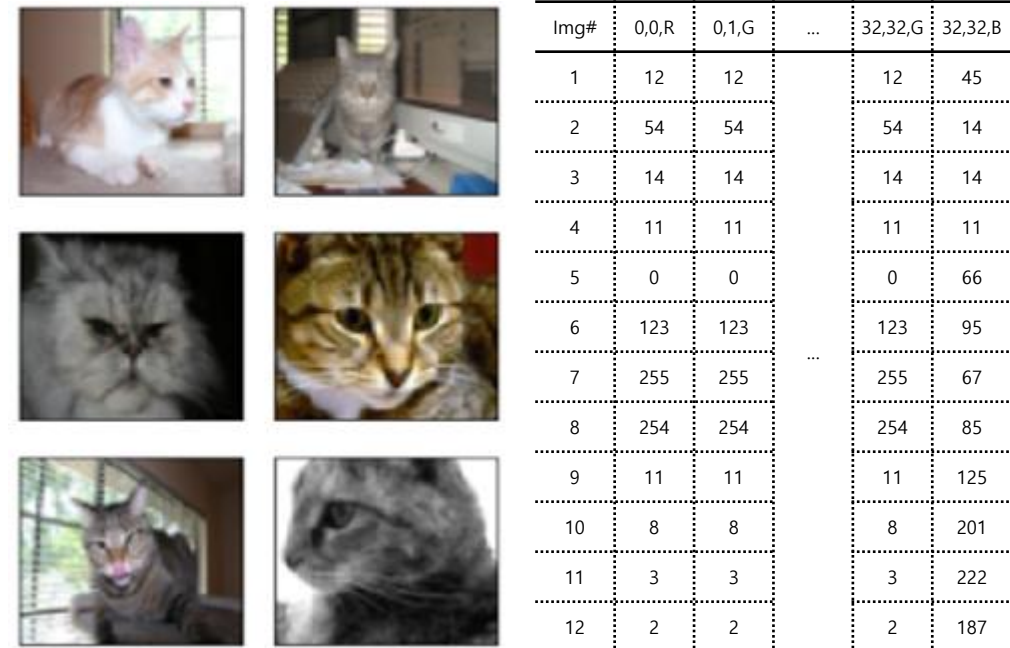 Img# 0,0,R 0,1,G ... 32,32,G 32,32,B
1 12 12 12 45
2 54 54 54 14
3 14 14 14 14
4 11 11 11 11
5 0 0 0 66
6 123 123 123 95
...
7 255 255 255 67
8 254 254 254 85
9 11 11 11 125
10 8 8 8 201
11 3 3 3 222
12 2 2 2 187